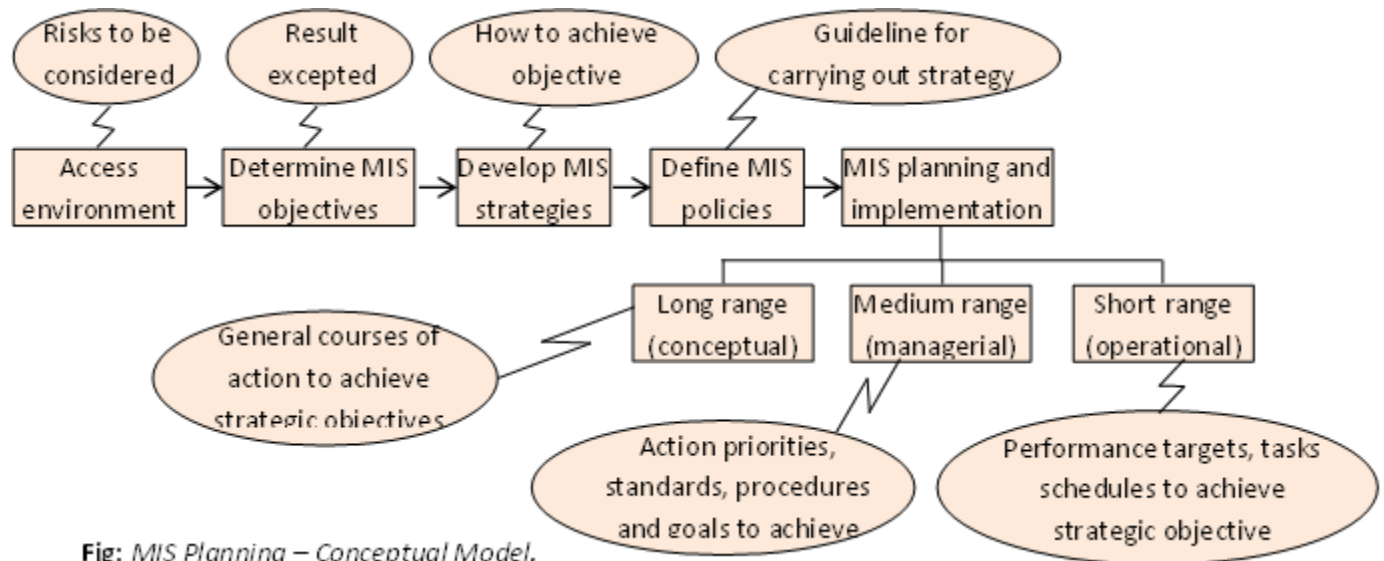 Risks to be
considered
Result
excepted
How to achieve
objective
Guideline for
carrying out strategy
Access
environment
Determine MIS
objectives
Develop MIS
strategies
Define MIS
policies
MIS planning and
implementation
Long range
(conceptual)
Medium range
(managerial)
Short range
(operational)
General courses of
action to achieve
strategic objectives
Action priorities,
standards, procedures
and goals to achieve
Performance targets, tasks
schedules to achieve
strategic objective
Fig: MIS Planning – Conceptual Model.